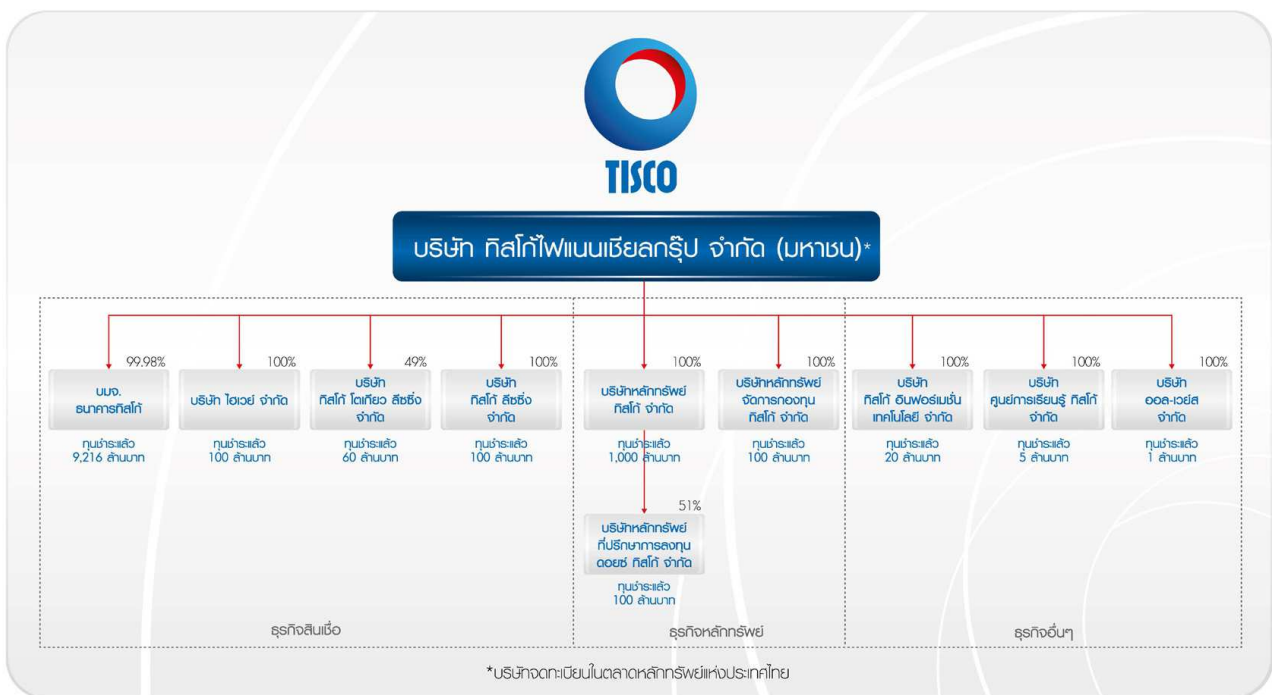 TISCO
บริษัท ทิสโก้ไฟแนนเชียลกรุ๊ป จำกัด (มหาชน)*
99.98%
บมจ.
ธนาคารทิสโก้
ทุนชำระแล้ว
9,216 ล้านบาท
100%
บริษัท ไฮเวย์ จำกัด
ทุนชำระแล้ว
100 ล้านบาท
49%
บริษัท
ทิสโก้ โตเกียว ลีซซิ่ง
จำกัด
ทุนชำระแล้ว
60 ล้านบาท
100%
บริษัท
ทิสโก้ ลีซซิ่ง
จำกัด
ทุนชำระแล้ว
100 ล้านบาท
100%
บริษัทหลักทรัพย์
ทิสโก้ จำกัด
ทุนชำระแล้ว
1,000 ล้านบาท
51%
บริษัทหลักทรัพย์
ที่ปรึกษาการลงทุน
ดอยซ์ ทิสโก้ จำกัด
ทุนชำระแล้ว
100 ล้านบาท
100%
บริษัทหลักทรัพย์
จัดการกองทุน
ทิสโก้ จำกัด
ทุนชำระแล้ว
100 ล้านบาท
100%
บริษัท
ทิสโก้ อินฟอร์เมชั่น
เทคโนโลยี จำกัด
ทุนชำระแล้ว
20 ล้านบาท
100%
บริษัท
ศูนย์การเรียนรู้ ทิสโก้
จำกัด
ทุนชำระแล้ว
5 ล้านบาท
100%
บริษัท
ออล-เวย์ส
จำกัด
ทุนชำระแล้ว
1 ล้านบาท
ธุรกิจสินเชื่อ
ธุรกิจหลักทรัพย์
ธุรกิจอื่นๆ
*บริษัทจดทะเบียนในตลาดหลักทรัพย์แห่งประเทศไทย